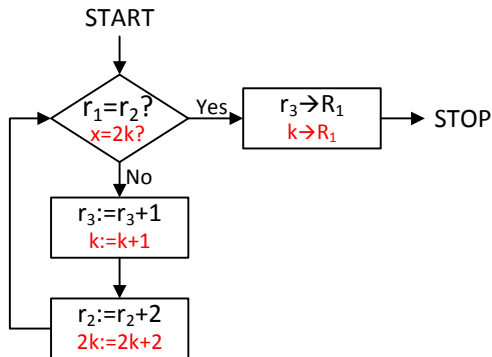 START
r₁=r₂?
x=2k?
Yes
r₃→R₁
k→R₁
STOP
No
r₃:=r₃+1
k:=k+1
r₂:=r₂+2
2k:=2k+2